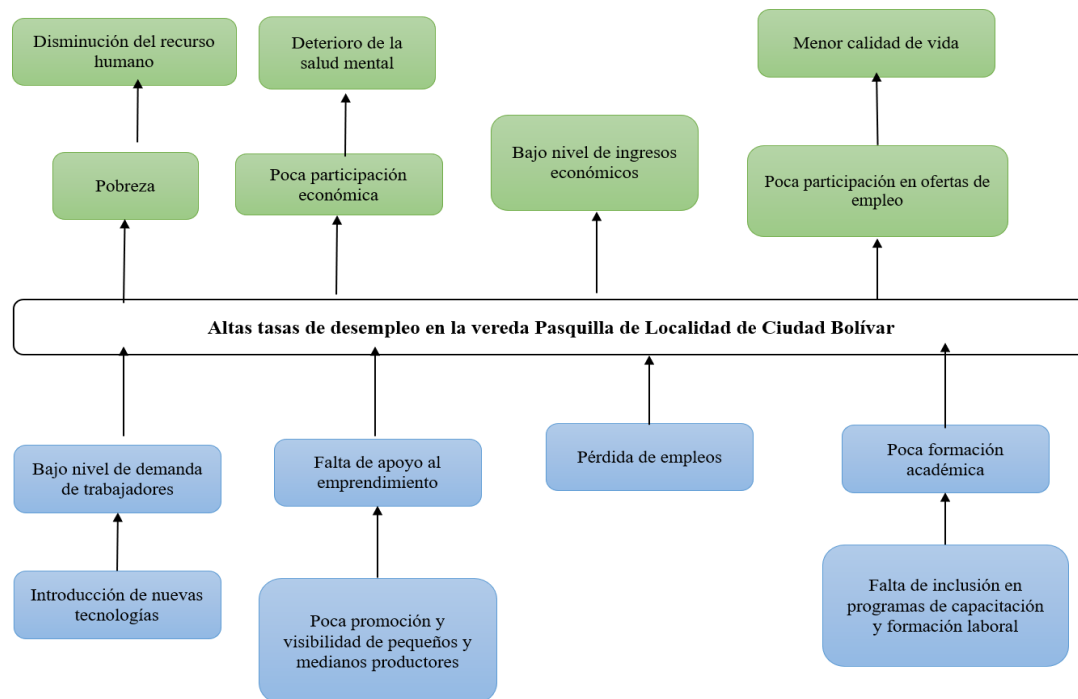 Disminución del recurso
humano
Deterioro de la
salud mental
Menor calidad de vida
Pobreza
Poca participación
económica
Bajo nivel de ingresos
económicos
Poca participación en ofertas de
empleo
Altas tasas de desempleo en la vereda Pasquilla de Localidad de Ciudad Bolívar
Bajo nivel de demanda
de trabajadores
Falta de apoyo al
emprendimiento
Pérdida de empleos
Poca formación
académica
Introducción de nuevas
tecnologías
Poca promoción y
visibilidad de pequeños y
medianos productores
Falta de inclusión en
programas de capacitación
y formación laboral